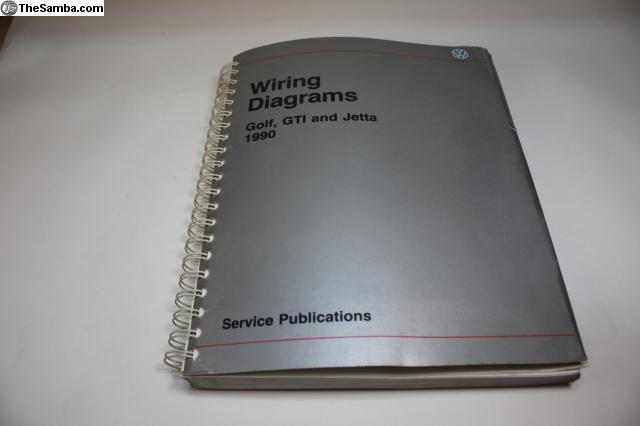 TheSamba.com
Wiring
Diagrams
Golf, GTI and Jetta
1990
Service Publications